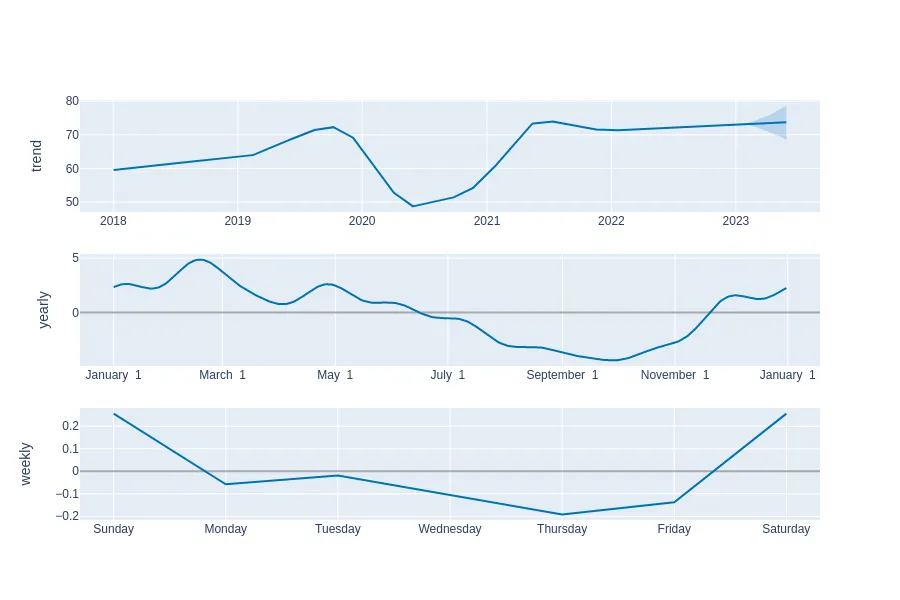 trend
80
70
60
50
2018 2019 2020 2021 2022 2023
yearly
5
0
January 1 March 1 May 1 July 1 September 1 November 1 January 1
weekly
0.2
0.1
0
−0.1
−0.2
Sunday Monday Tuesday Wednesday Thursday Friday Saturday